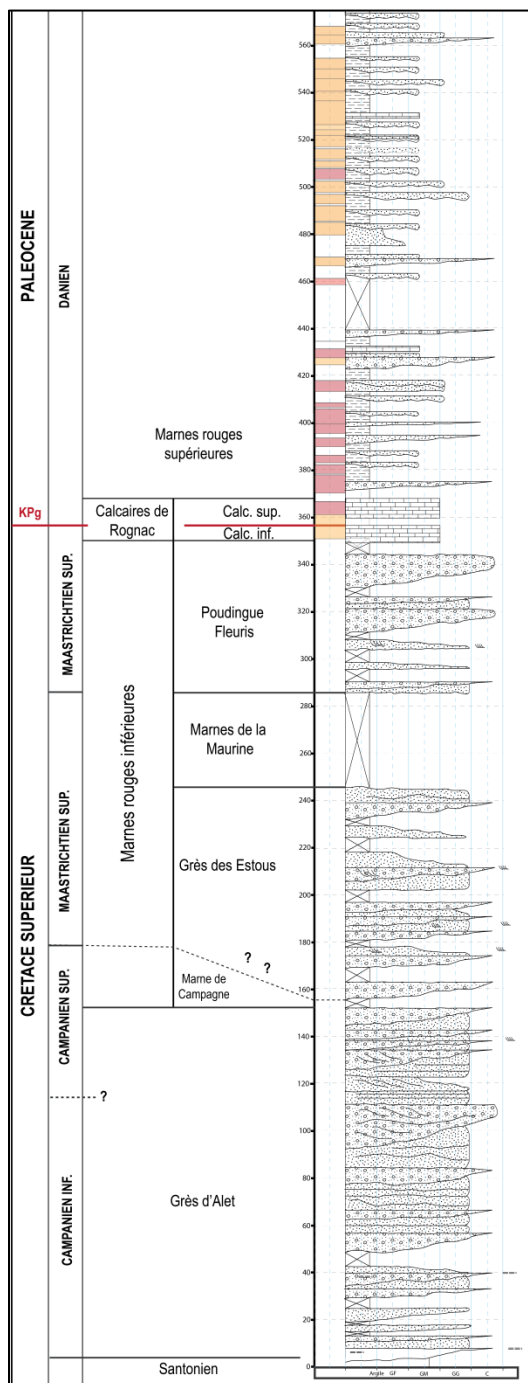 PALEOCENE
DANIEN
Marnes rouges
supérieures
KPg
Calcaires de
Rognac
Calc. sup.
Calc. inf.
CRETACE SUPERIEUR
MAASTRICHTIEN SUP.
Poudingue
Fleuris
Marnes rouges inférieures
Marnes de la
Maurine
MAASTRICHTIEN SUP.
Grès des Estous
? ?
Marne de
Campagne
CAMPANIEN SUP.
?
CAMPANIEN INF.
Grès d'Alet
Santonien
560
540
520
500
480
460
440
420
400
380
360
340
320
300
280
260
240
220
200
180
160
140
120
100
80
60
40
20
0
Argile GF GM GG C